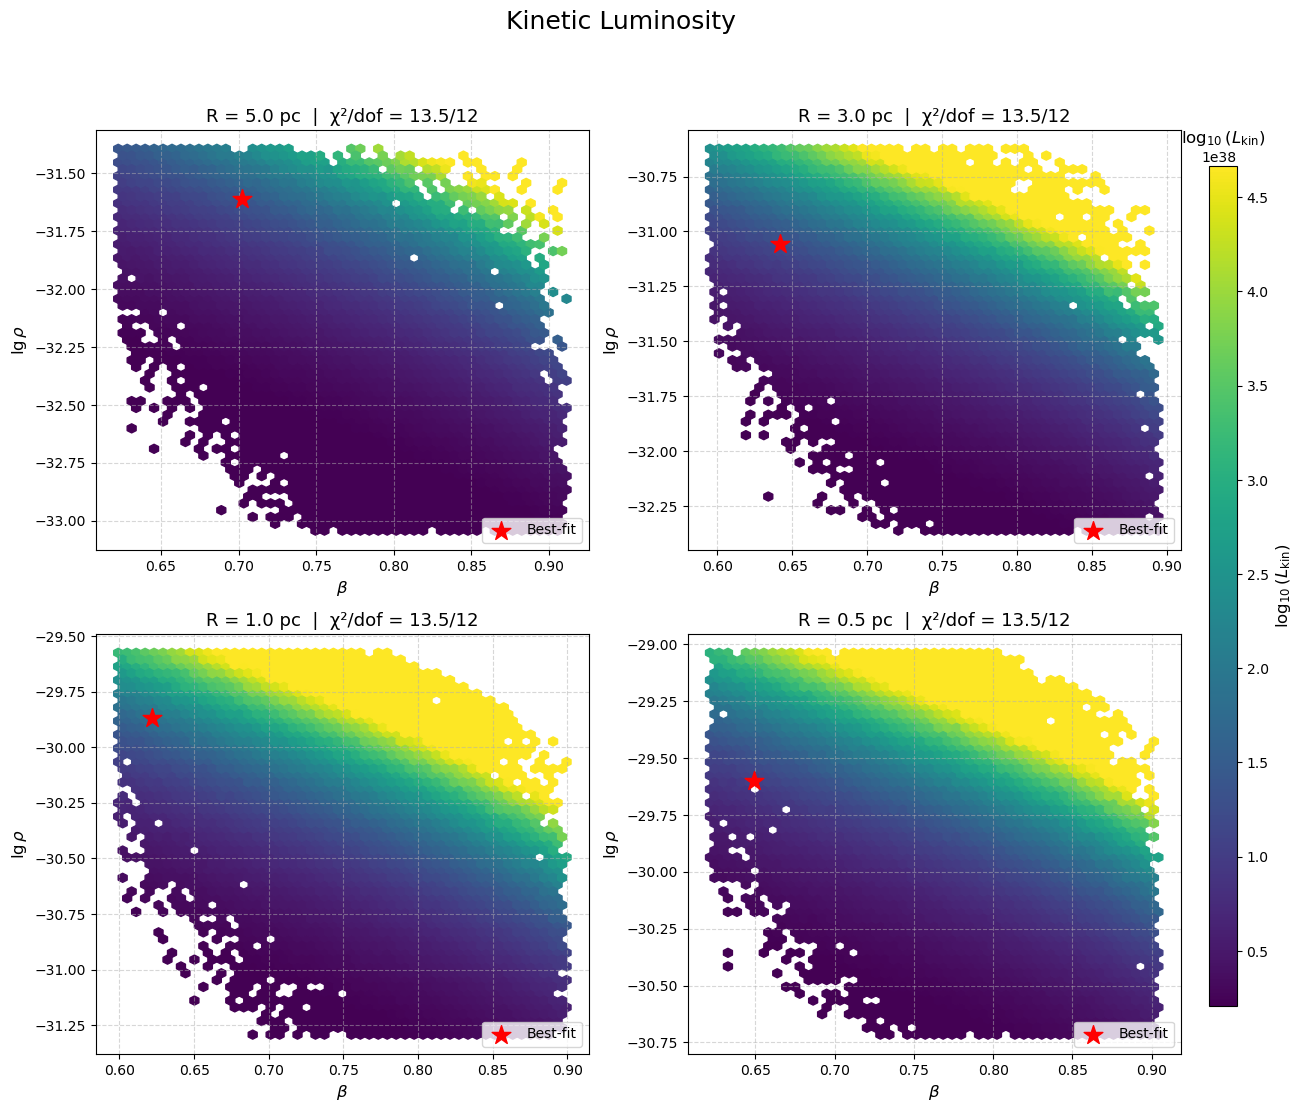 Kinetic Luminosity
R = 5.0 pc | χ²/dof = 13.5/12
−31.50
−31.75
−32.00
−32.25
−32.50
−32.75
−33.00
lg ρ
0.65 0.70 0.75 0.80 0.85 0.90
β
Best-fit
R = 3.0 pc | χ²/dof = 13.5/12
−30.75
−31.00
−31.25
−31.50
−31.75
−32.00
−32.25
lg ρ
0.60 0.65 0.70 0.75 0.80 0.85 0.90
β
Best-fit
R = 1.0 pc | χ²/dof = 13.5/12
−29.50
−29.75
−30.00
−30.25
−30.50
−30.75
−31.00
−31.25
lg ρ
0.60 0.65 0.70 0.75 0.80 0.85 0.90
β
Best-fit
R = 0.5 pc | χ²/dof = 13.5/12
−29.00
−29.25
−29.50
−29.75
−30.00
−30.25
−30.50
−30.75
lg ρ
0.65 0.70 0.75 0.80 0.85 0.90
β
Best-fit
log₁₀ (Lkin)
1e38
4.5
4.0
3.5
3.0
2.5
2.0
1.5
1.0
0.5
log₁₀ (Lkin)